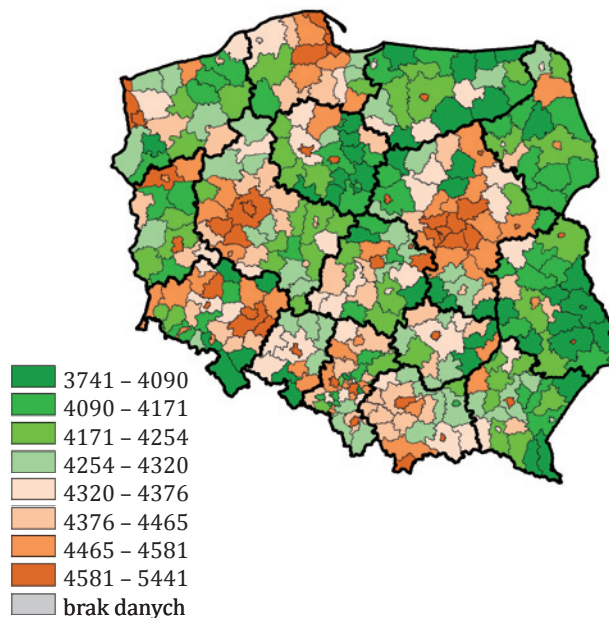 3741 – 4090
4090 – 4171
4171 – 4254
4254 – 4320
4320 – 4376
4376 – 4465
4465 – 4581
4581 – 5441
brak danych